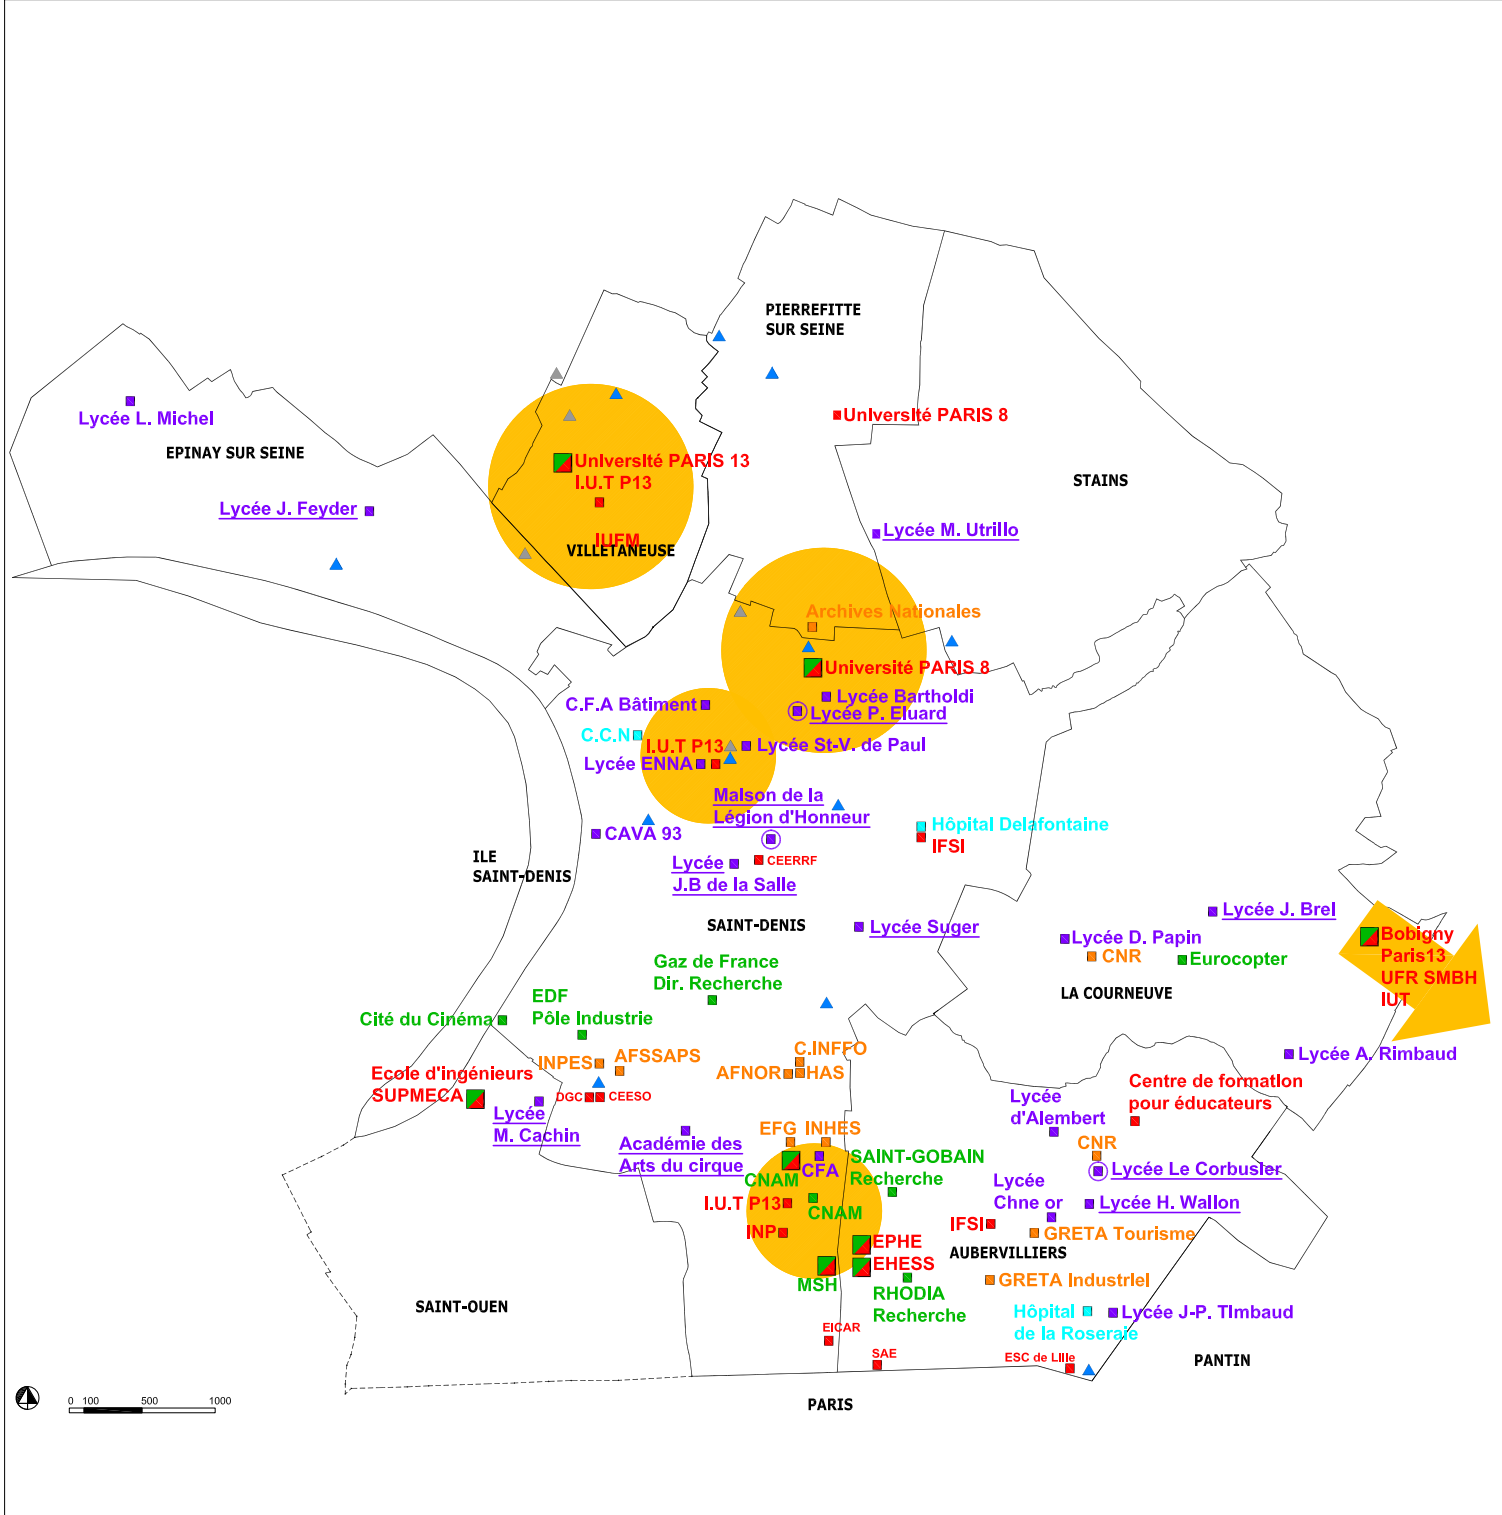 PIERREFITTE
SUR SEINE
Lycée L. Michel
Université PARIS 8
EPINAY SUR SEINE
Université PARIS 13
I.U.T P13
STAINS
Lycée J. Feyder
Lycée M. Utrillo
IUFM
VILLETANEUSE
Archives Nationales
Université PARIS 8
Lycée Bartholdi
C.F.A Bâtiment
Lycée P. Eluard
C.C.N
I.U.T P13
Lycée St-V. de Paul
Lycée ENNA
Maison de la
Légion d'Honneur
Hôpital Delafontaine
IFSI
CAVA 93
ILE
SAINT-DENIS
CEERRF
Lycée
J.B de la Salle
SAINT-DENIS
Lycée Suger
Lycée J. Brel
Lycée D. Papin
CNR
Eurocopter
Bobigny
Paris13
UFR SMBH
IUT
LA COURNEUVE
Gaz de France
Dir. Recherche
EDF
Pôle Industrie
Cité du Cinéma
C.INFFO
INPES
AFSSAPS
AFNOR
HAS
Lycée A. Rimbaud
Ecole d'ingénieurs
SUPMECA
DGC
CEESO
Lycée
M. Cachin
Centre de formation
pour éducateurs
Lycée
d'Alembert
Académie des
Arts du cirque
EFG
INHES
CNR
CFA
SAINT-GOBAIN
Recherche
Lycée Le Corbusier
CNAM
CNAM
Lycée
Chne or
Lycée H. Wallon
I.U.T P13
INP
IFSI
GRETA Tourisme
EPHE
EHESS
AUBERVILLIERS
MSH
GRETA Industriel
RHODIA
Recherche
SAINT-OUEN
Hôpital
de la Roseraie
Lycée J-P. TImbaud
EICAR
SAE
ESC de Lille
PANTIN
PARIS
0 100 500 1000